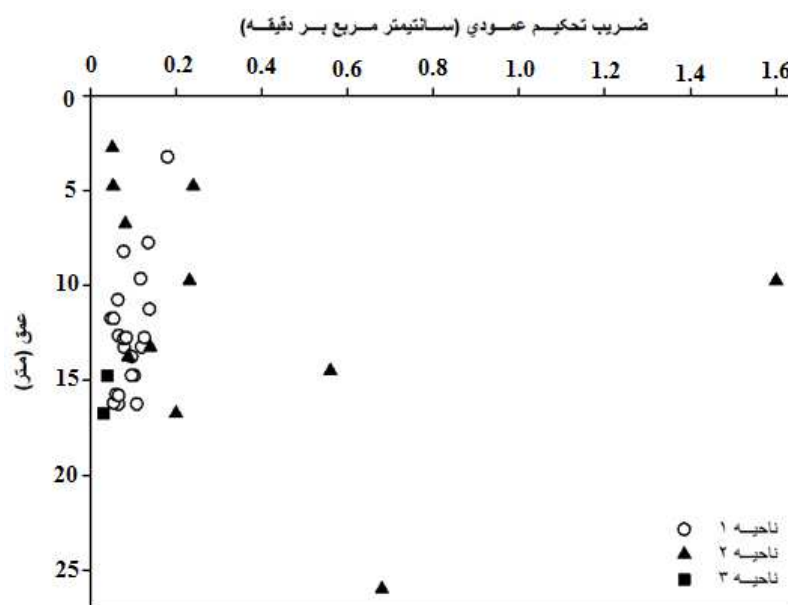 ضریب تحکیم عمودي (سانتیمتر مربع بر دقیقه)
0 0.2 0.4 0.6 0.8 1.0 1.2 1.4 1.6
0
5
10
15
20
25
عمق (متر)
ناحیه ۱
ناحیه ۲
ناحیه ۳